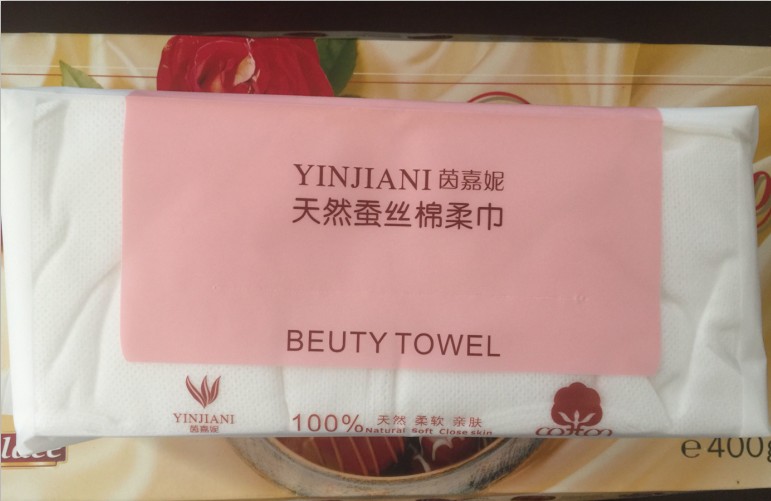 YINJIANI 茵嘉妮
天然蚕丝棉柔巾
BEUTY TOWEL
YINJIANI
茵嘉妮
100% 天然 柔软 亲肤
Natural Soft Close skin
cotton
e 400g